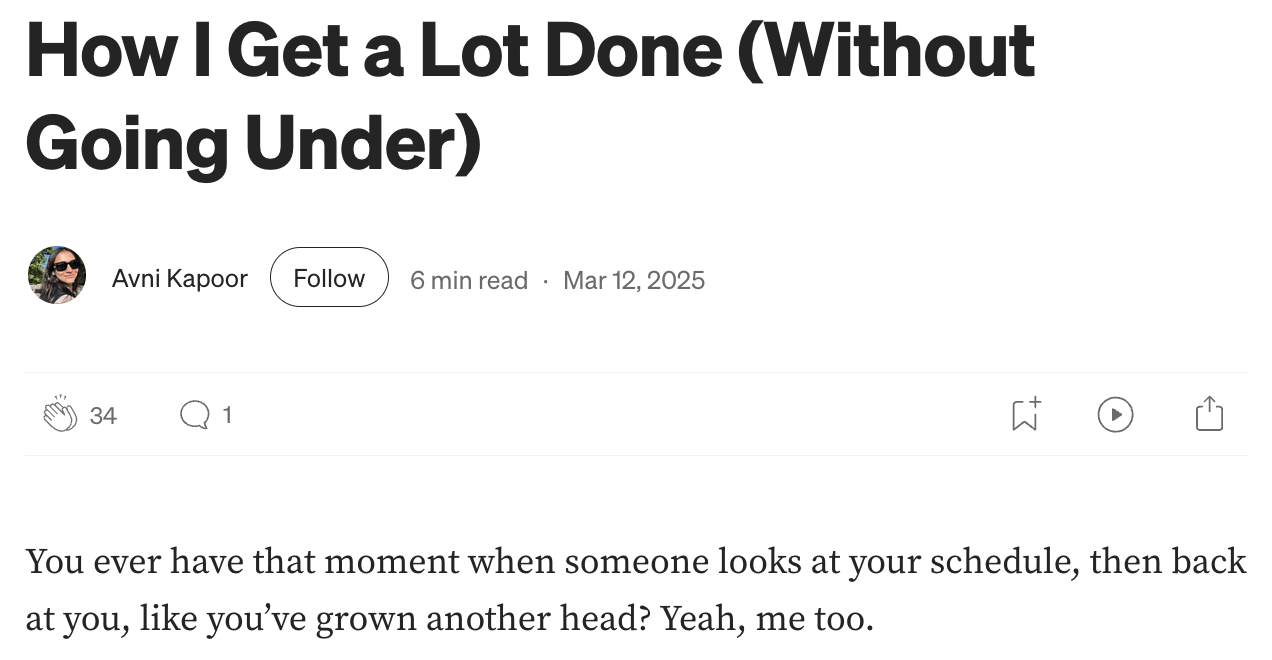 How I Get a Lot Done (Without
Going Under)
Avni Kapoor Follow 6 min read · Mar 12, 2025
34 1
You ever have that moment when someone looks at your schedule, then back
at you, like you’ve grown another head? Yeah, me too.